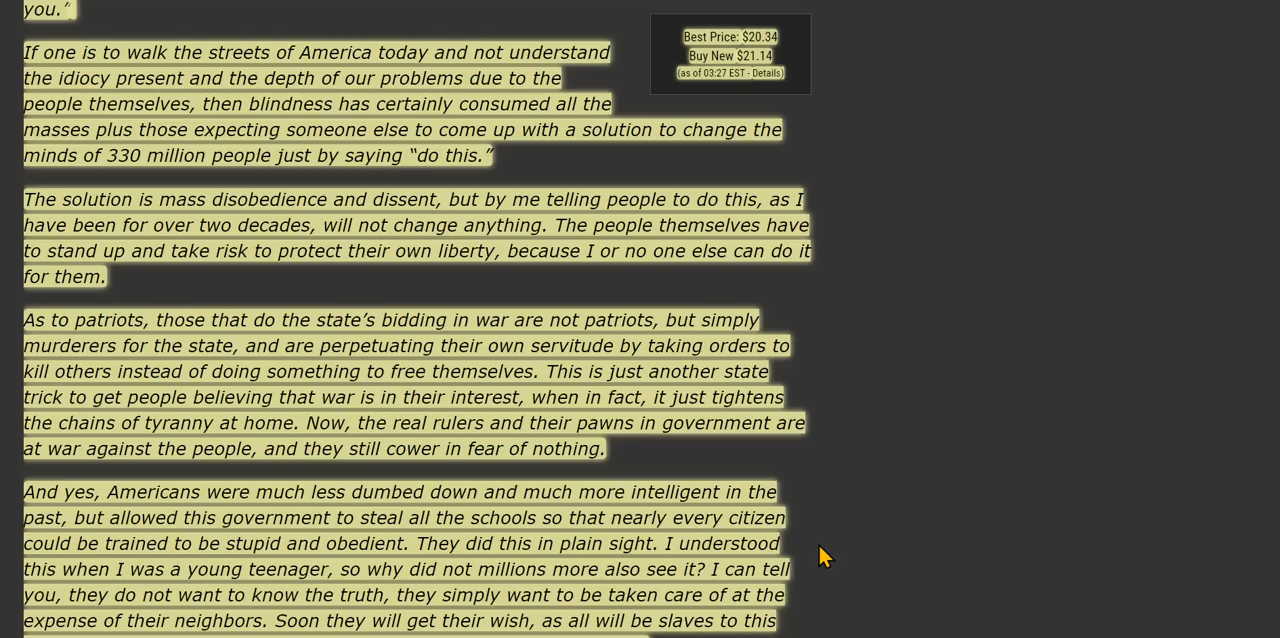 you.”
If one is to walk the streets of America today and not understand
the idiocy present and the depth of our problems due to the
people themselves, then blindness has certainly consumed all the
masses plus those expecting someone else to come up with a solution to change the
minds of 330 million people just by saying “do this.”
Best Price: $20.34
Buy New $21.14
(as of 03:27 EST - Details)
The solution is mass disobedience and dissent, but by me telling people to do this, as I
have been for over two decades, will not change anything. The people themselves have
to stand up and take risk to protect their own liberty, because I or no one else can do it
for them.
As to patriots, those that do the state’s bidding in war are not patriots, but simply
murderers for the state, and are perpetuating their own servitude by taking orders to
kill others instead of doing something to free themselves. This is just another state
trick to get people believing that war is in their interest, when in fact, it just tightens
the chains of tyranny at home. Now, the real rulers and their pawns in government are
at war against the people, and they still cower in fear of nothing.
And yes, Americans were much less dumbed down and much more intelligent in the
past, but allowed this government to steal all the schools so that nearly every citizen
could be trained to be stupid and obedient. They did this in plain sight. I understood
this when I was a young teenager, so why did not millions more also see it? I can tell
you, they do not want to know the truth, they simply want to be taken care of at the
expense of their neighbors. Soon they will get their wish, as all will be slaves to this